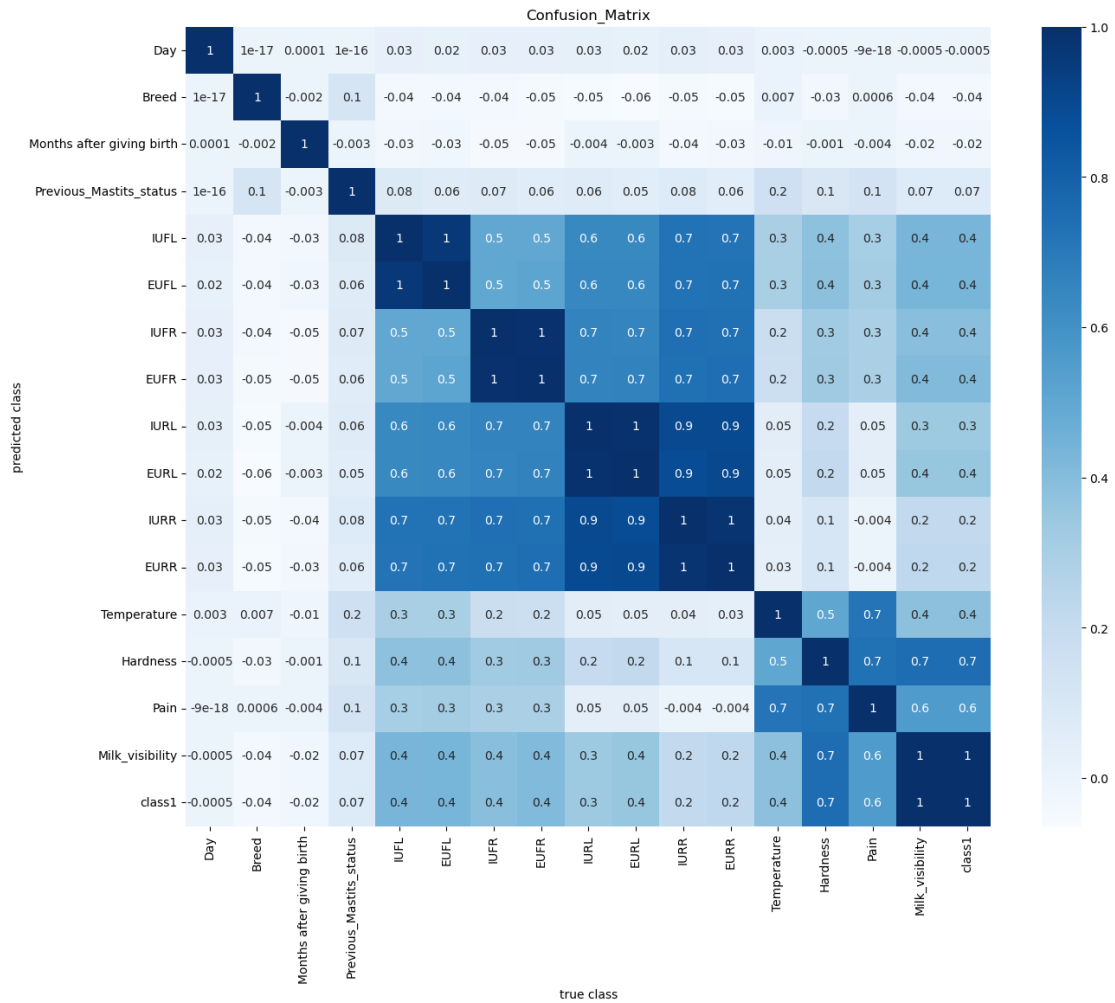 Confusion_Matrix
Day 1 1e-17 0.0001 1e-16 0.03 0.02 0.03 0.03 0.03 0.02 0.03 0.03 0.003 -0.0005 -9e-18 -0.0005 -0.0005
Breed 1e-17 1 -0.002 0.1 -0.04 -0.04 -0.04 -0.05 -0.05 -0.06 -0.05 -0.05 0.007 -0.03 0.0006 -0.04 -0.04
Months after giving birth 0.0001 -0.002 1 -0.003 -0.03 -0.03 -0.05 -0.05 -0.004 -0.003 -0.04 -0.03 -0.01 -0.001 -0.004 -0.02 -0.02
Previous_Mastits_status 1e-16 0.1 -0.003 1 0.08 0.06 0.07 0.06 0.06 0.05 0.08 0.06 0.2 0.1 0.1 0.07 0.07
IUFL 0.03 -0.04 -0.03 0.08 1 1 0.5 0.5 0.6 0.6 0.7 0.7 0.3 0.4 0.3 0.4 0.4
EUFL 0.02 -0.04 -0.03 0.06 1 1 0.5 0.5 0.6 0.6 0.7 0.7 0.3 0.4 0.3 0.4 0.4
IUFR 0.03 -0.04 -0.05 0.07 0.5 0.5 1 1 0.7 0.7 0.7 0.7 0.2 0.3 0.3 0.4 0.4
EUFR 0.03 -0.05 -0.05 0.06 0.5 0.5 1 1 0.7 0.7 0.7 0.7 0.2 0.3 0.3 0.4 0.4
IURL 0.03 -0.05 -0.004 0.06 0.6 0.6 0.7 0.7 1 1 0.9 0.9 0.05 0.2 0.05 0.3 0.3
EURL 0.02 -0.06 -0.003 0.05 0.6 0.6 0.7 0.7 1 1 0.9 0.9 0.05 0.2 0.05 0.4 0.4
IURR 0.03 -0.05 -0.04 0.08 0.7 0.7 0.7 0.7 0.9 0.9 1 1 0.04 0.1 -0.004 0.2 0.2
EURR 0.03 -0.05 -0.03 0.06 0.7 0.7 0.7 0.7 0.9 0.9 1 1 0.03 0.1 -0.004 0.2 0.2
Temperature 0.003 0.007 -0.01 0.2 0.3 0.3 0.2 0.2 0.05 0.05 0.04 0.03 1 0.5 0.7 0.4 0.4
Hardness -0.0005 -0.03 -0.001 0.1 0.4 0.4 0.3 0.3 0.2 0.2 0.1 0.1 0.5 1 0.7 0.7 0.7
Pain -9e-18 0.0006 -0.004 0.1 0.3 0.3 0.3 0.3 0.05 0.05 -0.004 -0.004 0.7 0.7 1 0.6 0.6
Milk_visibility -0.0005 -0.04 -0.02 0.07 0.4 0.4 0.4 0.4 0.3 0.4 0.2 0.2 0.4 0.7 0.6 1 1
class1 -0.0005 -0.04 -0.02 0.07 0.4 0.4 0.4 0.4 0.3 0.4 0.2 0.2 0.4 0.7 0.6 1 1
predicted class
Day
Breed
Months after giving birth
Previous_Mastits_status
IUFL
EUFL
IUFR
EUFR
IURL
EURL
IURR
EURR
Temperature
Hardness
Pain
Milk_visibility
class1
true class
1.0
0.8
0.6
0.4
0.2
0.0